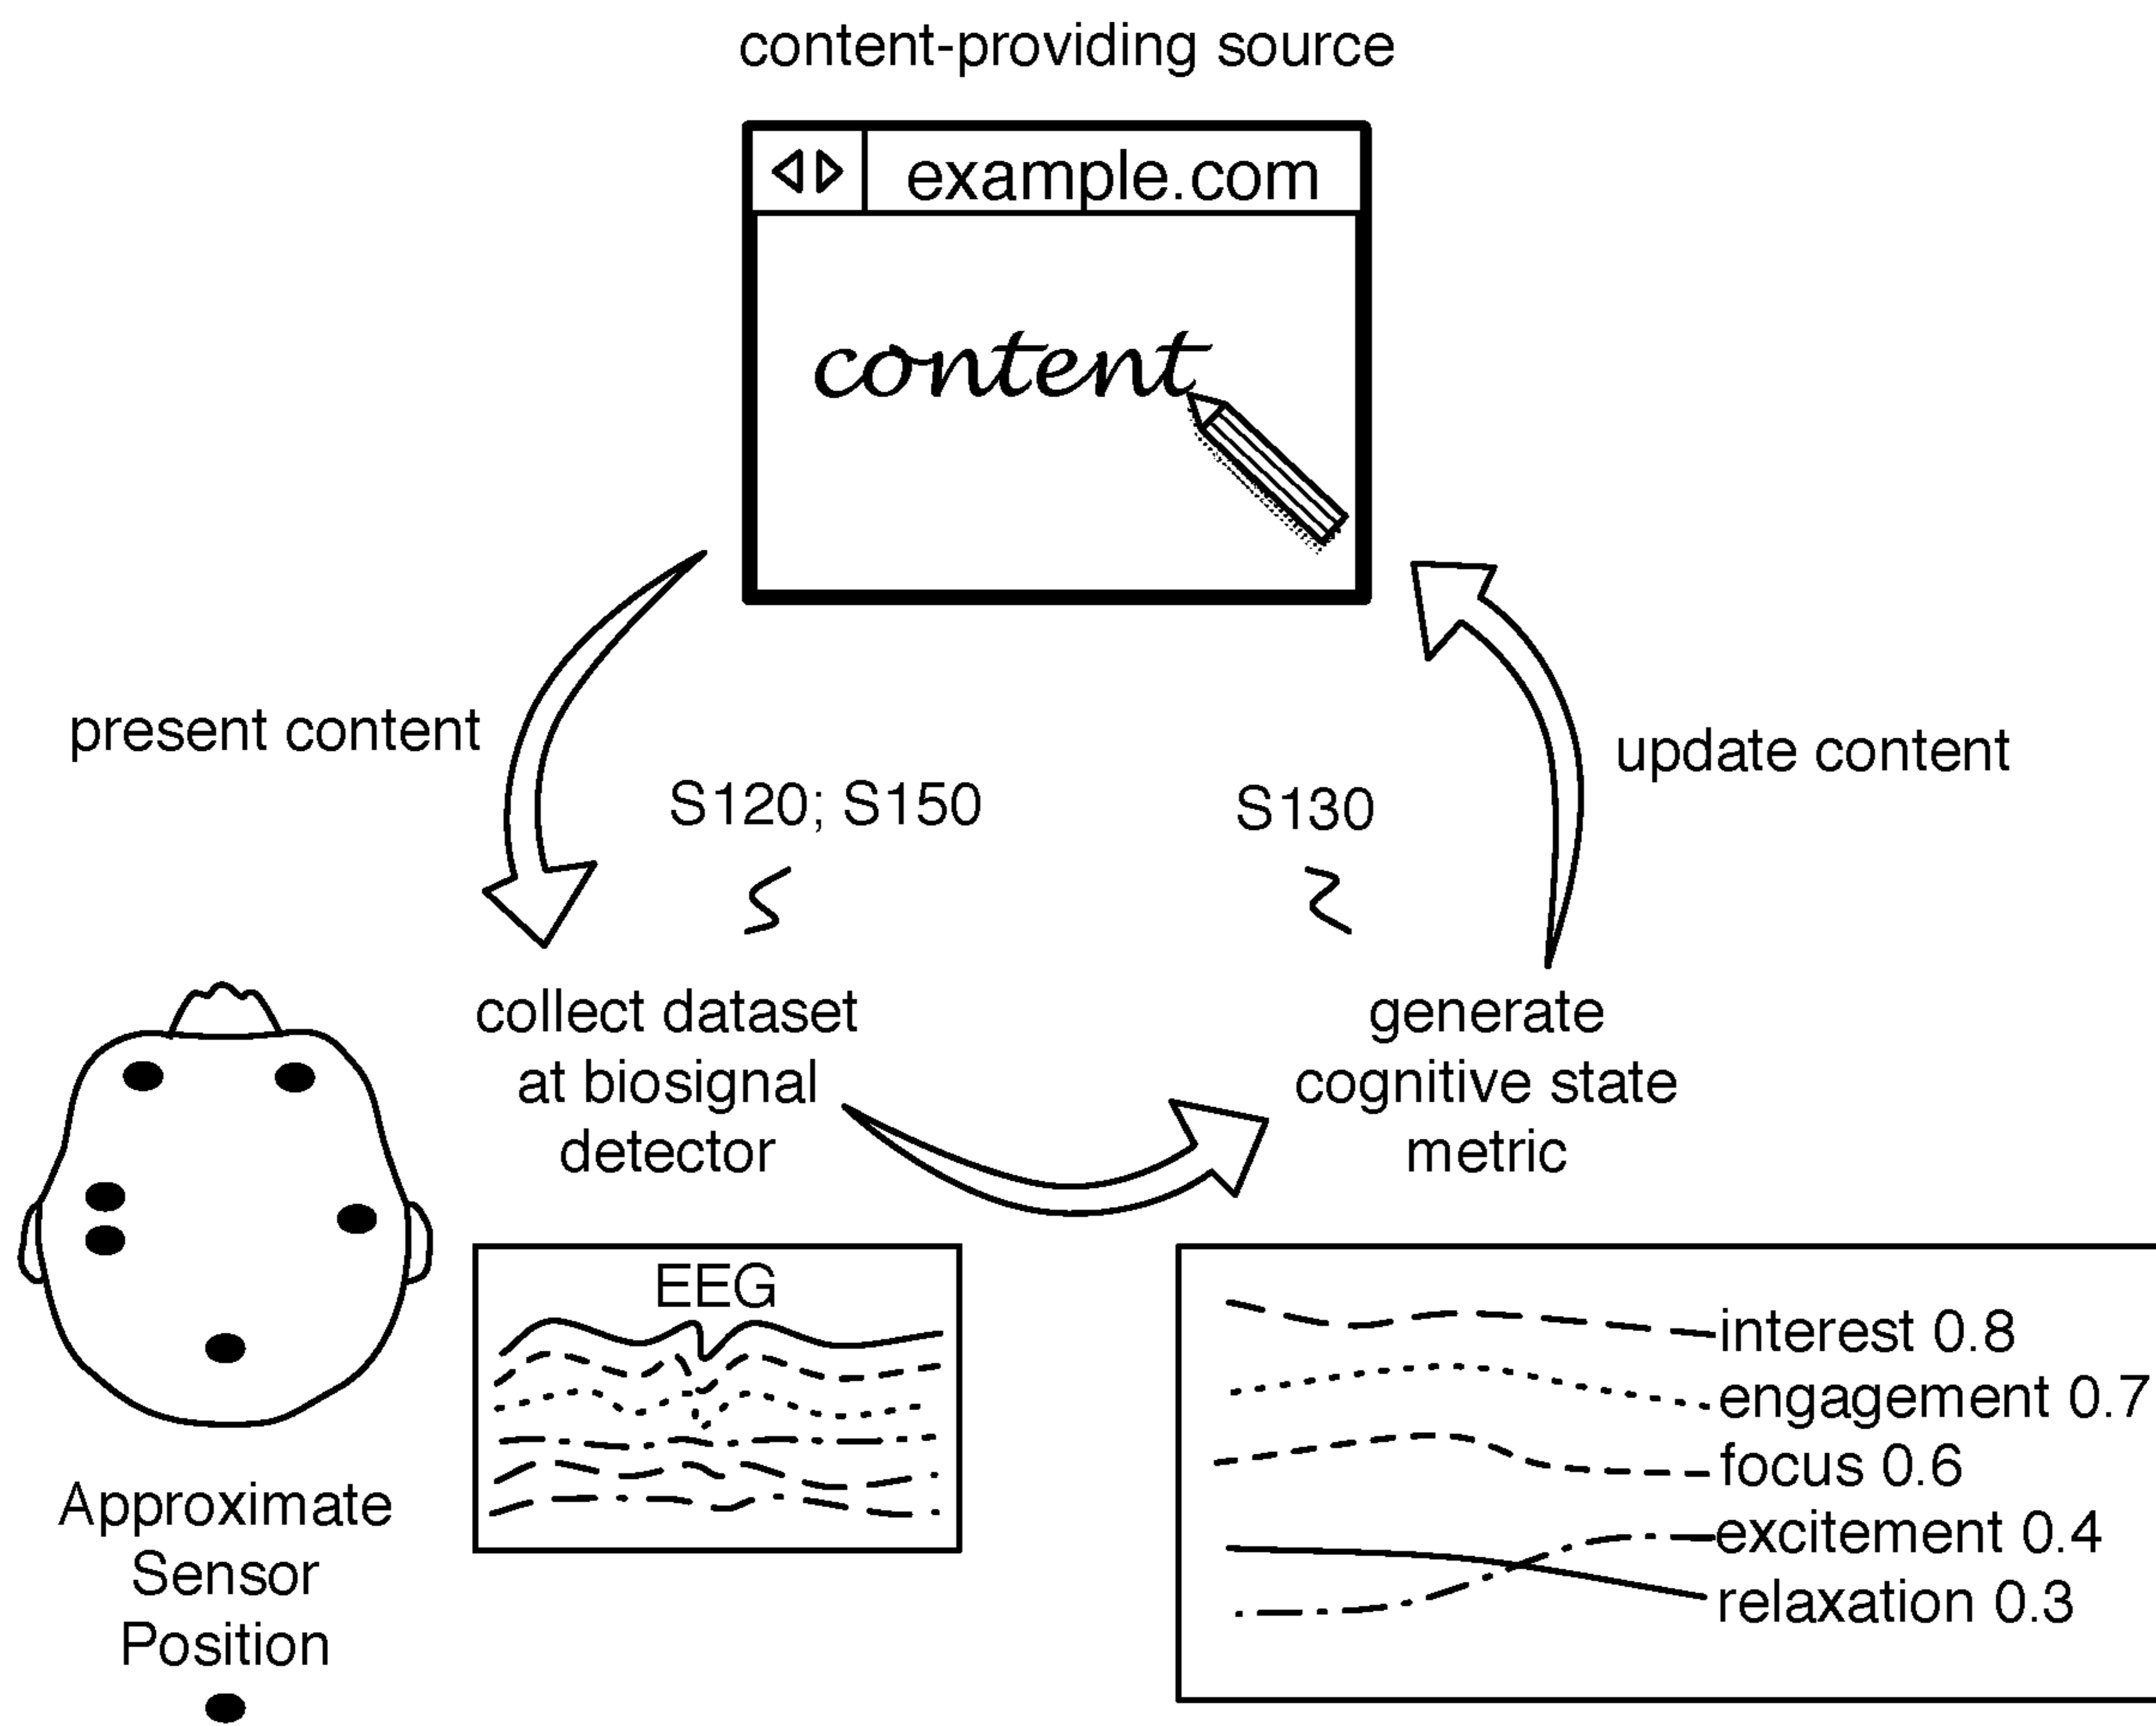 content-providing source
example.com
content
present content
update content
S120; S150
S130
collect dataset
at biosignal
detector
generate
cognitive state
metric
EEG
interest 0.8
engagement 0.7
focus 0.6
excitement 0.4
relaxation 0.3
Approximate
Sensor
Position